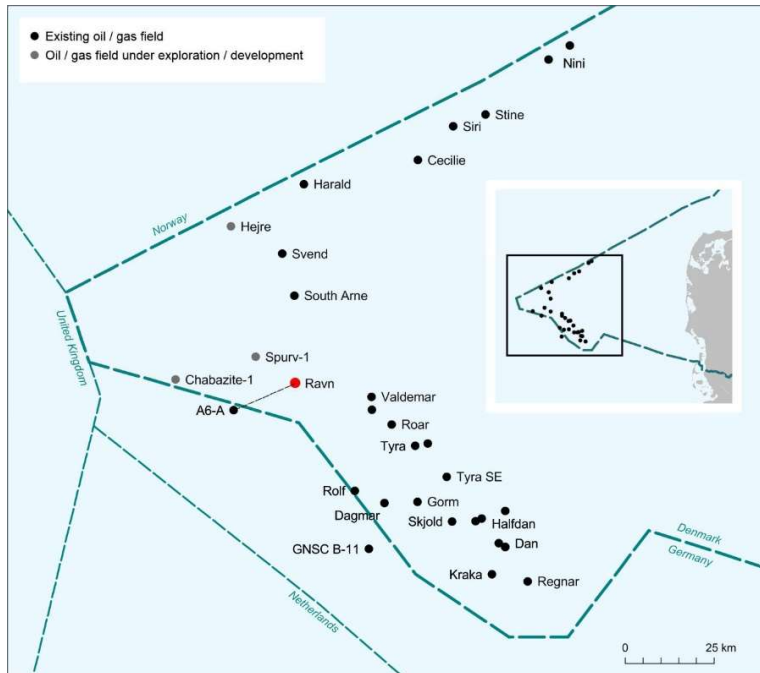 Existing oil / gas field
Oil / gas field under exploration / development
Nini
Stine
Siri
Cecilie
Harald
Norway
Hejre
Svend
South Arne
United Kingdom
Spurv-1
Chabazite-1
Ravn
A6-A
Valdemar
Roar
Tyra
Tyra SE
Rolf
Gorm
Dagmar
Skjold
Halfdan
Dan
GNSC B-11
Kraka
Regnar
Denmark
Germany
Netherlands
0 25 km